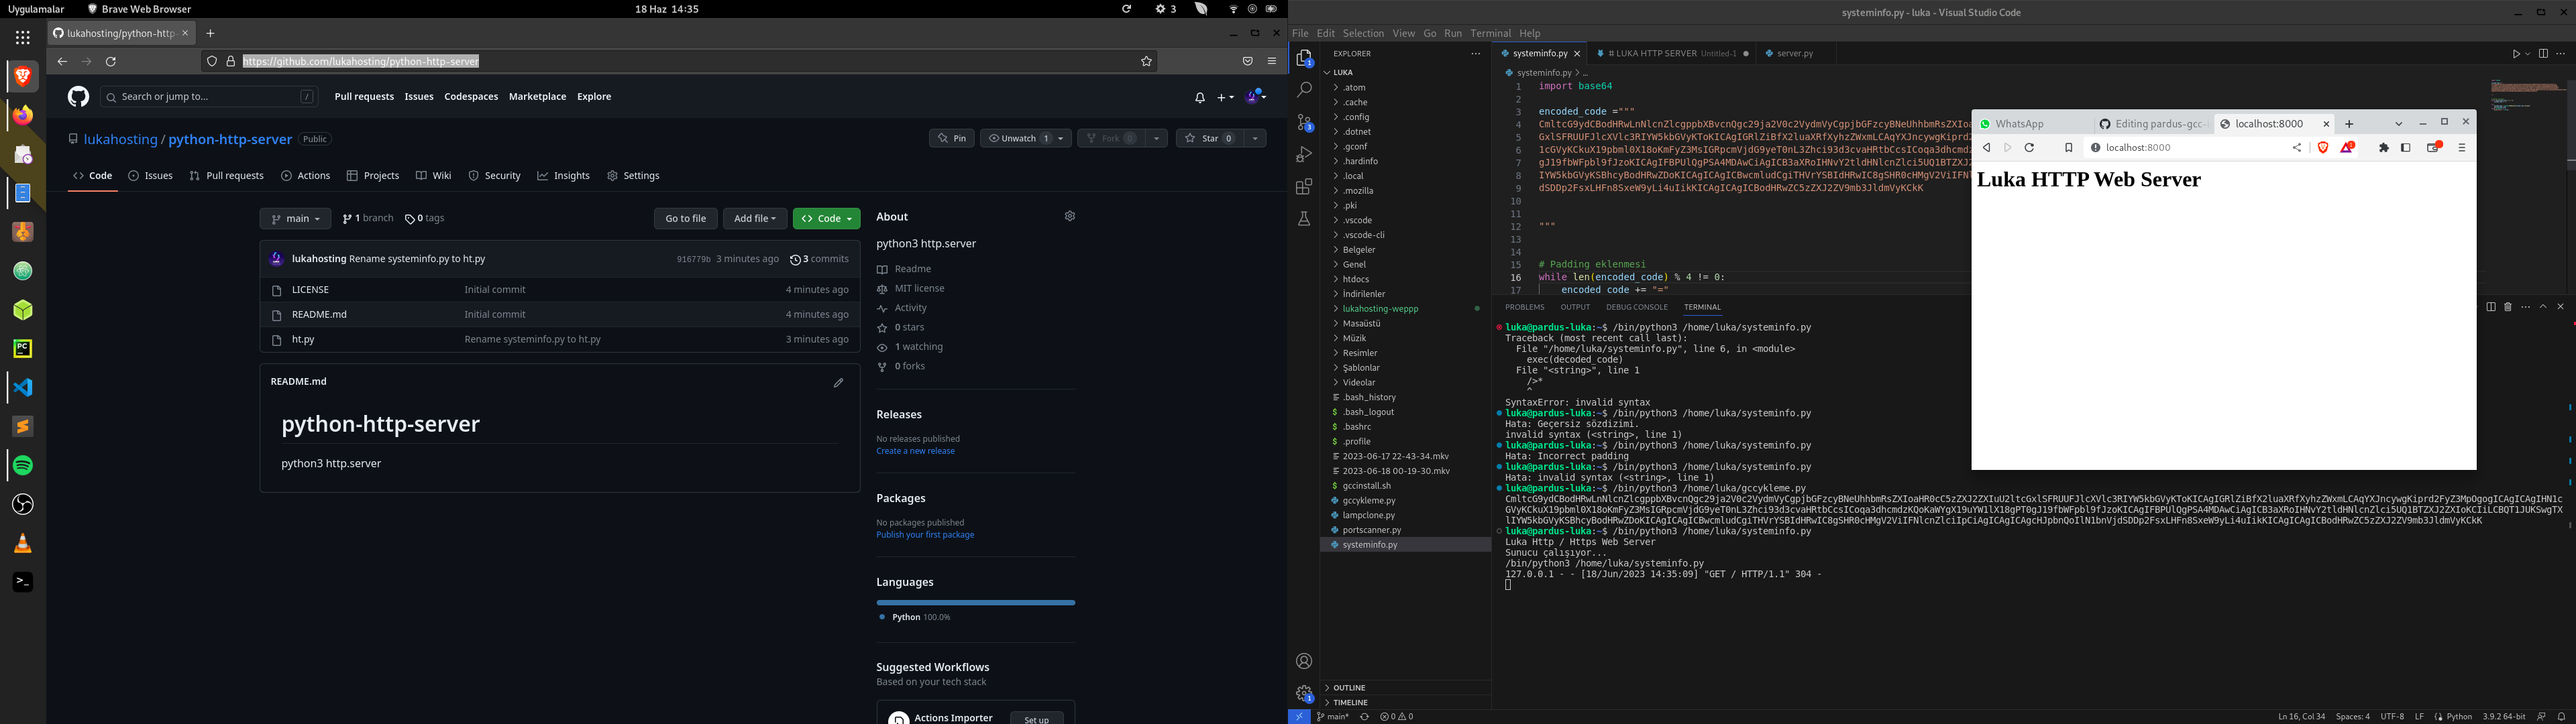 Uygulamalar
Brave Web Browser
18 Haz 14:35
3
lukahosting/python-http-
https://github.com/lukahosting/python-http-server
Search or jump to...
/
Pull requests
Issues
Codespaces
Marketplace
Explore
lukahosting / python-http-server
Public
Pin
Unwatch 1
Fork 0
Star 0
Code
Issues
Pull requests
Actions
Projects
Wiki
Security
Insights
Settings
main
1 branch
0 tags
Go to file
Add file
Code
lukahosting Rename systeminfo.py to ht.py
916779b 3 minutes ago
3 commits
LICENSE
Initial commit
4 minutes ago
README.md
Initial commit
4 minutes ago
ht.py
Rename systeminfo.py to ht.py
3 minutes ago
README.md
python-http-server
python3 http.server
About
python3 http.server
Readme
MIT license
Activity
0 stars
1 watching
0 forks
Releases
No releases published
Create a new release
Packages
No packages published
Publish your first package
Languages
Python 100.0%
Suggested Workflows
Based on your tech stack
Actions Importer
Set up
systeminfo.py - luka - Visual Studio Code
File Edit Selection View Go Run Terminal Help
EXPLORER
LUKA
.atom
.cache
.config
.dotnet
.gconf
.hardinfo
.local
.mozilla
.pki
.vscode
.vscode-cli
Belgeler
Genel
htdocs
İndirilenler
lukahosting-weppp
Masaüstü
Müzik
Resimler
Şablonlar
Videolar
.bash_history
.bash_logout
.bashrc
.profile
2023-06-17 22-43-34.mkv
2023-06-18 00-19-30.mkv
gccinstall.sh
gccykleme.py
lampclone.py
portscanner.py
systeminfo.py
OUTLINE
TIMELINE
systeminfo.py
# LUKA HTTP SERVER Untitled-1
server.py
systeminfo.py > ...
1 import base64
2
3 encoded_code ="""
4
5
6
7
8
9
10
11
12 """
13
14
15 # Padding eklenmesi
16 while len(encoded_code) % 4 != 0:
17 encoded_code += "="
WhatsApp
Editing pardus-gcc-
localhost:8000
localhost:8000
Luka HTTP Web Server
PROBLEMS
OUTPUT
DEBUG CONSOLE
TERMINAL
luka@pardus-luka:~$ /bin/python3 /home/luka/systeminfo.py
Traceback (most recent call last):
File "/home/luka/systeminfo.py", line 6, in <module>
exec(decoded_code)
File "<string>", line 1
/>*
^
SyntaxError: invalid syntax
luka@pardus-luka:~$ /bin/python3 /home/luka/systeminfo.py
Hata: Geçersiz sözdizimi.
invalid syntax (<string>, line 1)
luka@pardus-luka:~$ /bin/python3 /home/luka/systeminfo.py
Hata: Incorrect padding
luka@pardus-luka:~$ /bin/python3 /home/luka/systeminfo.py
Hata: invalid syntax (<string>, line 1)
luka@pardus-luka:~$ /bin/python3 /home/luka/gccykleme.py
luka@pardus-luka:~$ /bin/python3 /home/luka/systeminfo.py
Luka Http / Https Web Server
Sunucu çalışıyor...
/bin/python3 /home/luka/systeminfo.py
127.0.0.1 - - [18/Jun/2023 14:35:09] "GET / HTTP/1.1" 304 -
main*
0 0
Ln 16, Col 34
Spaces: 4
UTF-8
LF
Python
3.9.2 64-bit